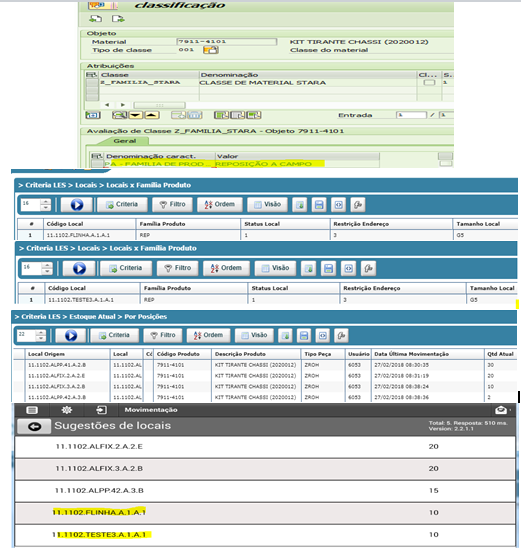 classificação
Objeto
Material 7911-4101 KIT TIRANTE CHASSI (2020012)
Tipo de classe 001 Classe do material
Atribuições
Classe Denominação Cl... S.
Z_FAMILIA_STARA CLASSE DE MATERIAL STARA 1
Entrada 1 / 1
Avaliação de Classe Z_FAMILIA_STARA - Objeto 7911-4101
Geral
Denominação caract. Valor
PA - FAMILIA DE PROD... REPOSIÇÃO A CAMPO
> Criteria LES > Locais > Locais x Familia Produto
16 Criteria Filtro Ordem Visão
# Código Local Família Produto Status Local Restrição Endereço Tamanho Local
1 11.1102.FLINHA.A.1.A.1 REP 1 3 G5
> Criteria LES > Locais > Locais x Familia Produto
16 Criteria Filtro Ordem Visão
# Código Local Família Produto Status Local Restrição Endereço Tamanho Local
1 11.1102.TESTE3.A.1.A.1 REP 1 3 G5
> Criteria LES > Estoque Atual > Por Posições
22 Criteria Filtro Ordem Visão
Local Origem Local Có Código Produto Descrição Produto Tipo Peça Usuário Data Última Movimentação Qtd Atual
11.1102.ALPP.41.A.2.B 11.1102.AL 7911-4101 KIT TIRANTE CHASSI (2020012) ZROH 6053 27/02/2018 08:30:35 30
11.1102.ALFIX.2.A.2.E 11.1102.AL 7911-4101 KIT TIRANTE CHASSI (2020012) ZROH 6053 27/02/2018 08:31:19 20
11.1102.ALFIX.3.A.2.B 11.1102.AL 7911-4101 KIT TIRANTE CHASSI (2020012) ZROH 6053 27/02/2018 08:38:24 10
11.1102.ALPP.42.A.3.B 11.1102.AL 7911-4101 KIT TIRANTE CHASSI (2020012) ZROH 6053 27/02/2018 08:38:36 2
Movimentação
Sugestões de locais
Total: 5. Resposta: 510 ms.
Version: 2.2.1.1
11.1102.ALFIX.2.A.2.E 20
11.1102.ALFIX.3.A.2.B 20
11.1102.ALPP.42.A.3.B 15
11.1102.FLINHA.A.1.A.1 10
11.1102.TESTE3.A.1.A.1 10